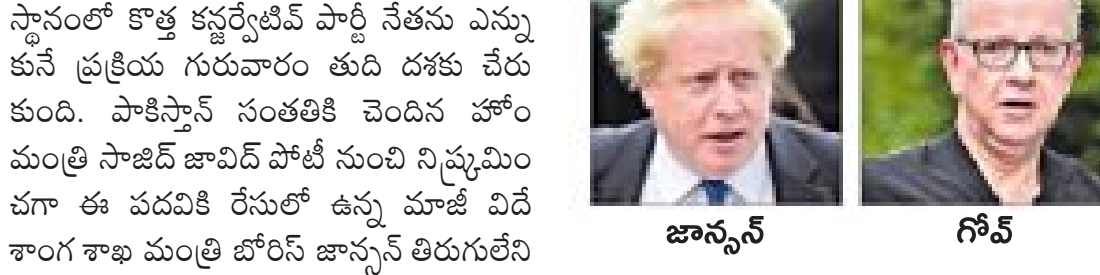 స్థానంలో కొత్త కన్జర్వేటివ్ పార్టీ నేతను ఎన్ను
కునే ప్రక్రియ గురువారం తుది దశకు చేరు
కుంది. పాకిస్తాన్ సంతతికి చెందిన హోం
మంత్రి సాజిద్ జావిద్ పోటీ నుంచి నిష్క్రమిం
చగా ఈ పదవికి రేసులో ఉన్న మాజీ విదే
శాంగ శాఖ మంత్రి బోరిస్ జాన్సన్ తిరుగులేని
జాన్సన్
గోవ్